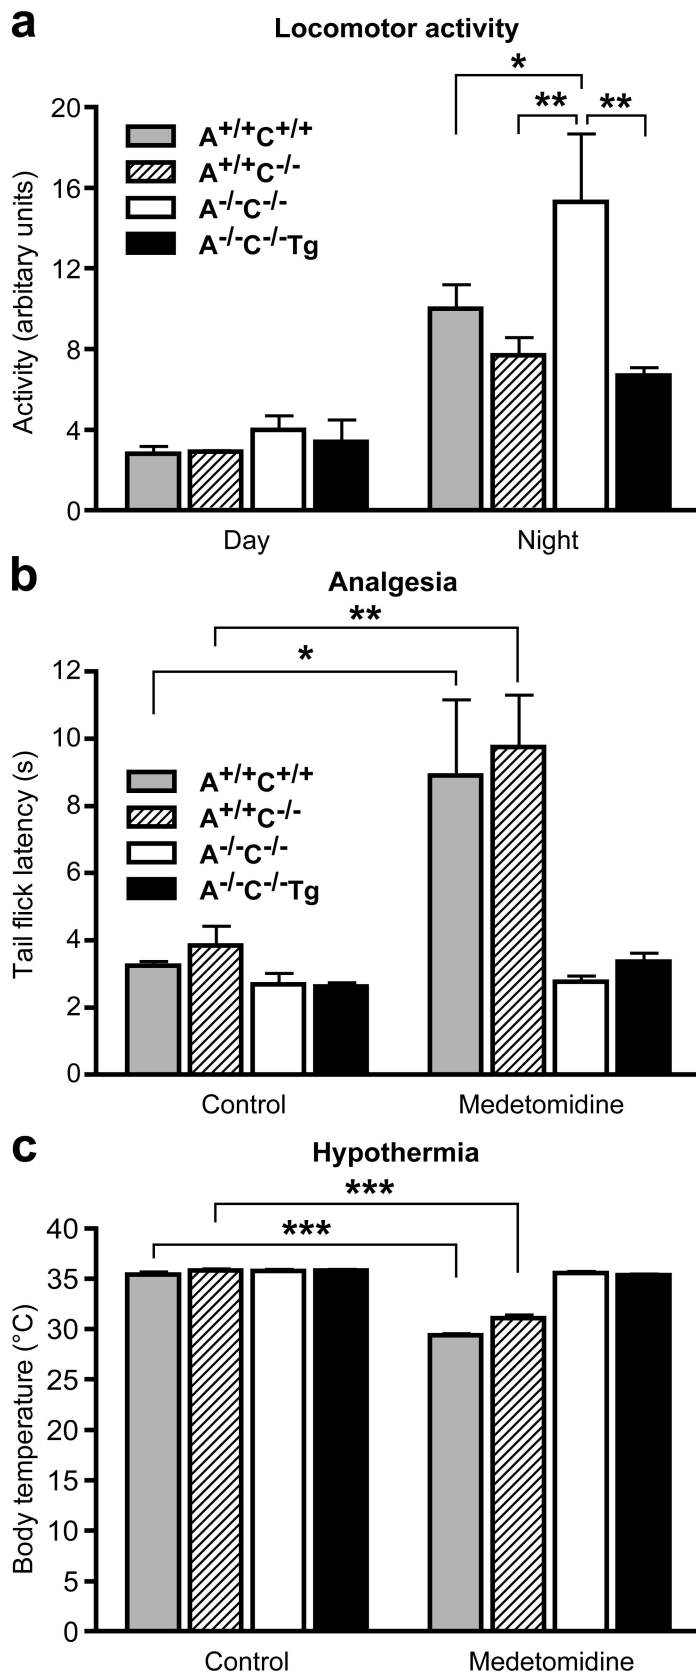 a
Locomotor activity
*
** **
20
16
12
8
4
0
Activity (arbitary units)
A+/+C+/+
A+/+C-/-
A-/-C-/-
A-/-C-/-Tg
Day Night
b
Analgesia
**
*
12
10
8
6
4
2
0
Tail flick latency (s)
A+/+C+/+
A+/+C-/-
A-/-C-/-
A-/-C-/-Tg
Control Medetomidine
c
Hypothermia
***
***
40
35
30
25
20
15
10
5
0
Body temperature (°C)
Control Medetomidine